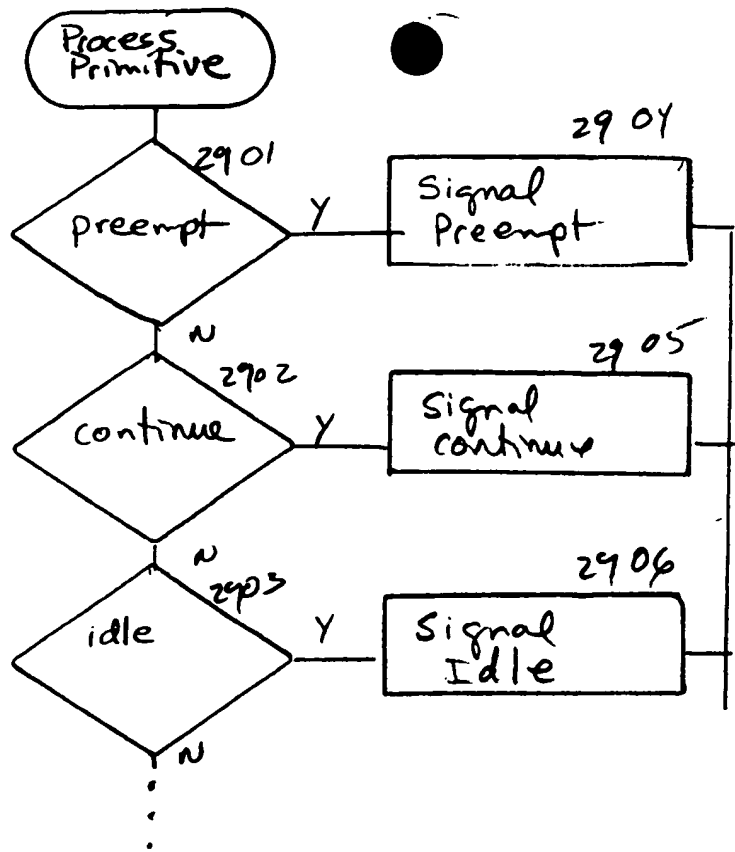 Process
Primitive
2901
preempt
Y
2904
Signal
Preempt
N
2902
continue
Y
2905
Signal
continue
N
2903
idle
Y
2906
Signal
Idle
N